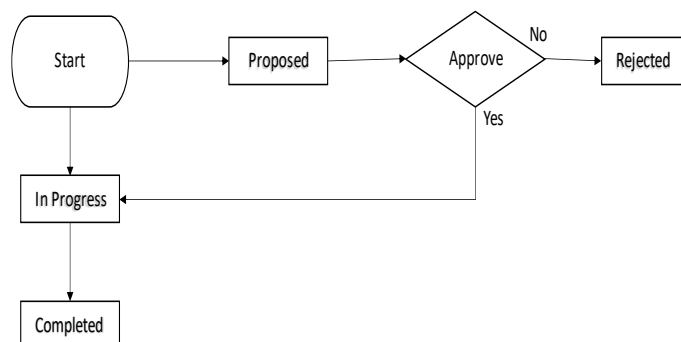 Start
Proposed
Approve
No
Rejected
Yes
In Progress
Completed